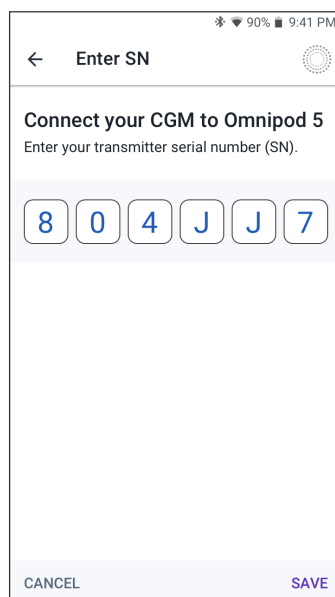 90% 9:41 PM
Enter SN
Connect your CGM to Omnipod 5
Enter your transmitter serial number (SN).
8 0 4 J J 7
CANCEL SAVE